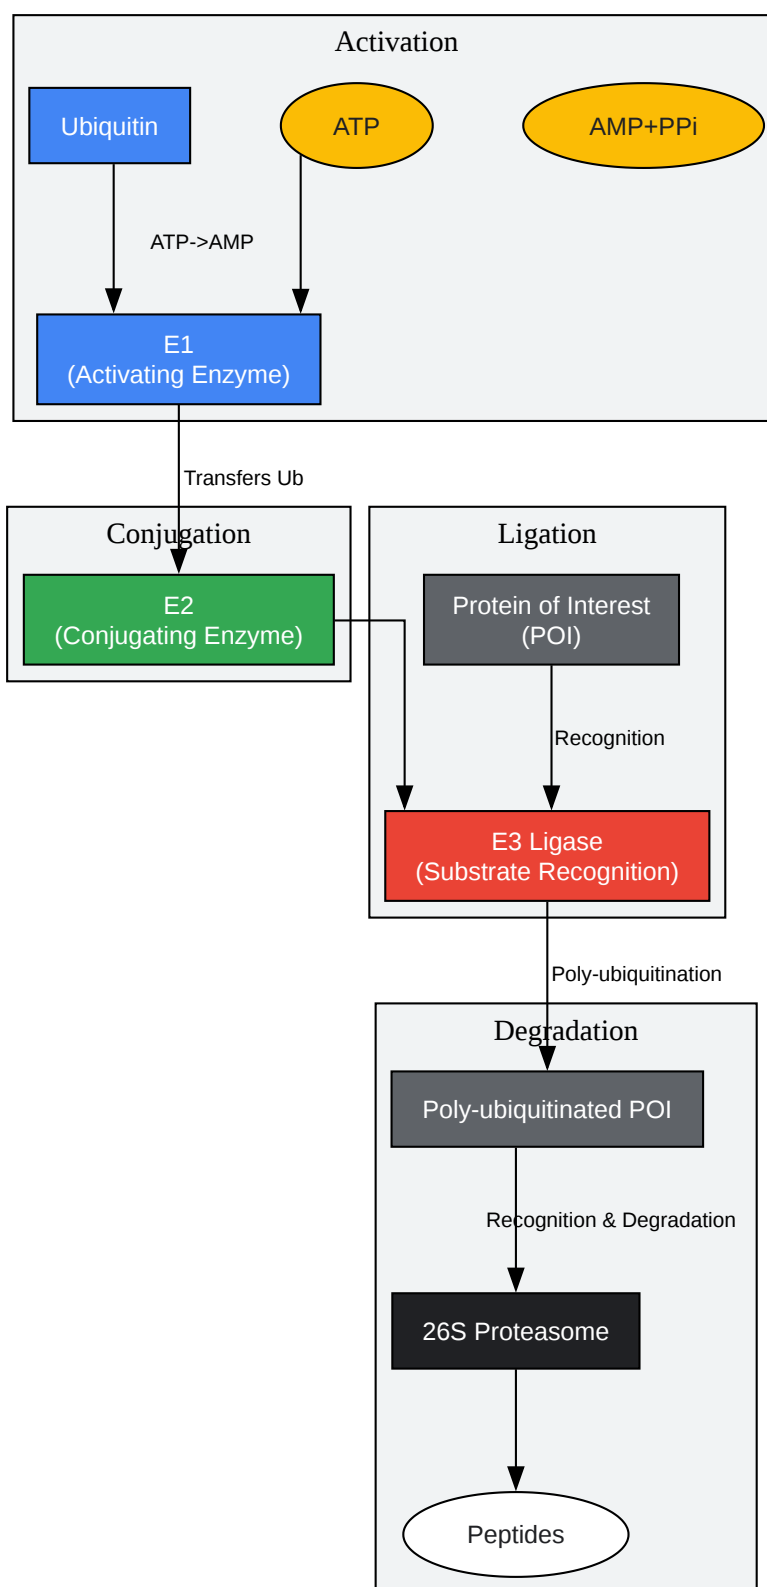 Activation
Ubiquitin
ATP
AMP+PPi
ATP->AMP
E1
(Activating Enzyme)
Transfers Ub
Conjugation
E2
(Conjugating Enzyme)
Ligation
Protein of Interest
(POI)
Recognition
E3 Ligase
(Substrate Recognition)
Poly-ubiquitination
Degradation
Poly-ubiquitinated POI
Recognition & Degradation
26S Proteasome
Peptides